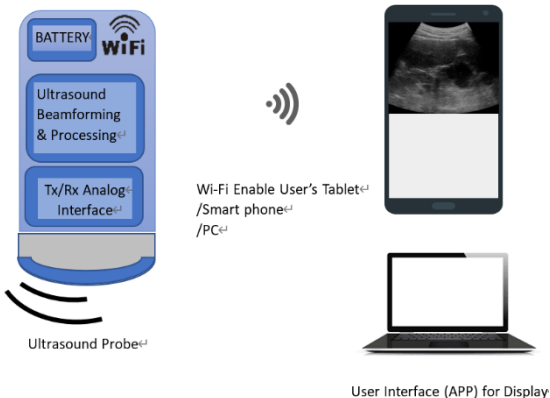 BATTERY
WiFi
Ultrasound
Beamforming
& Processing
Tx/Rx Analog
Interface
Wi-Fi Enable User's Tablet
/Smart phone
/PC
Ultrasound Probe
User Interface (APP) for Display